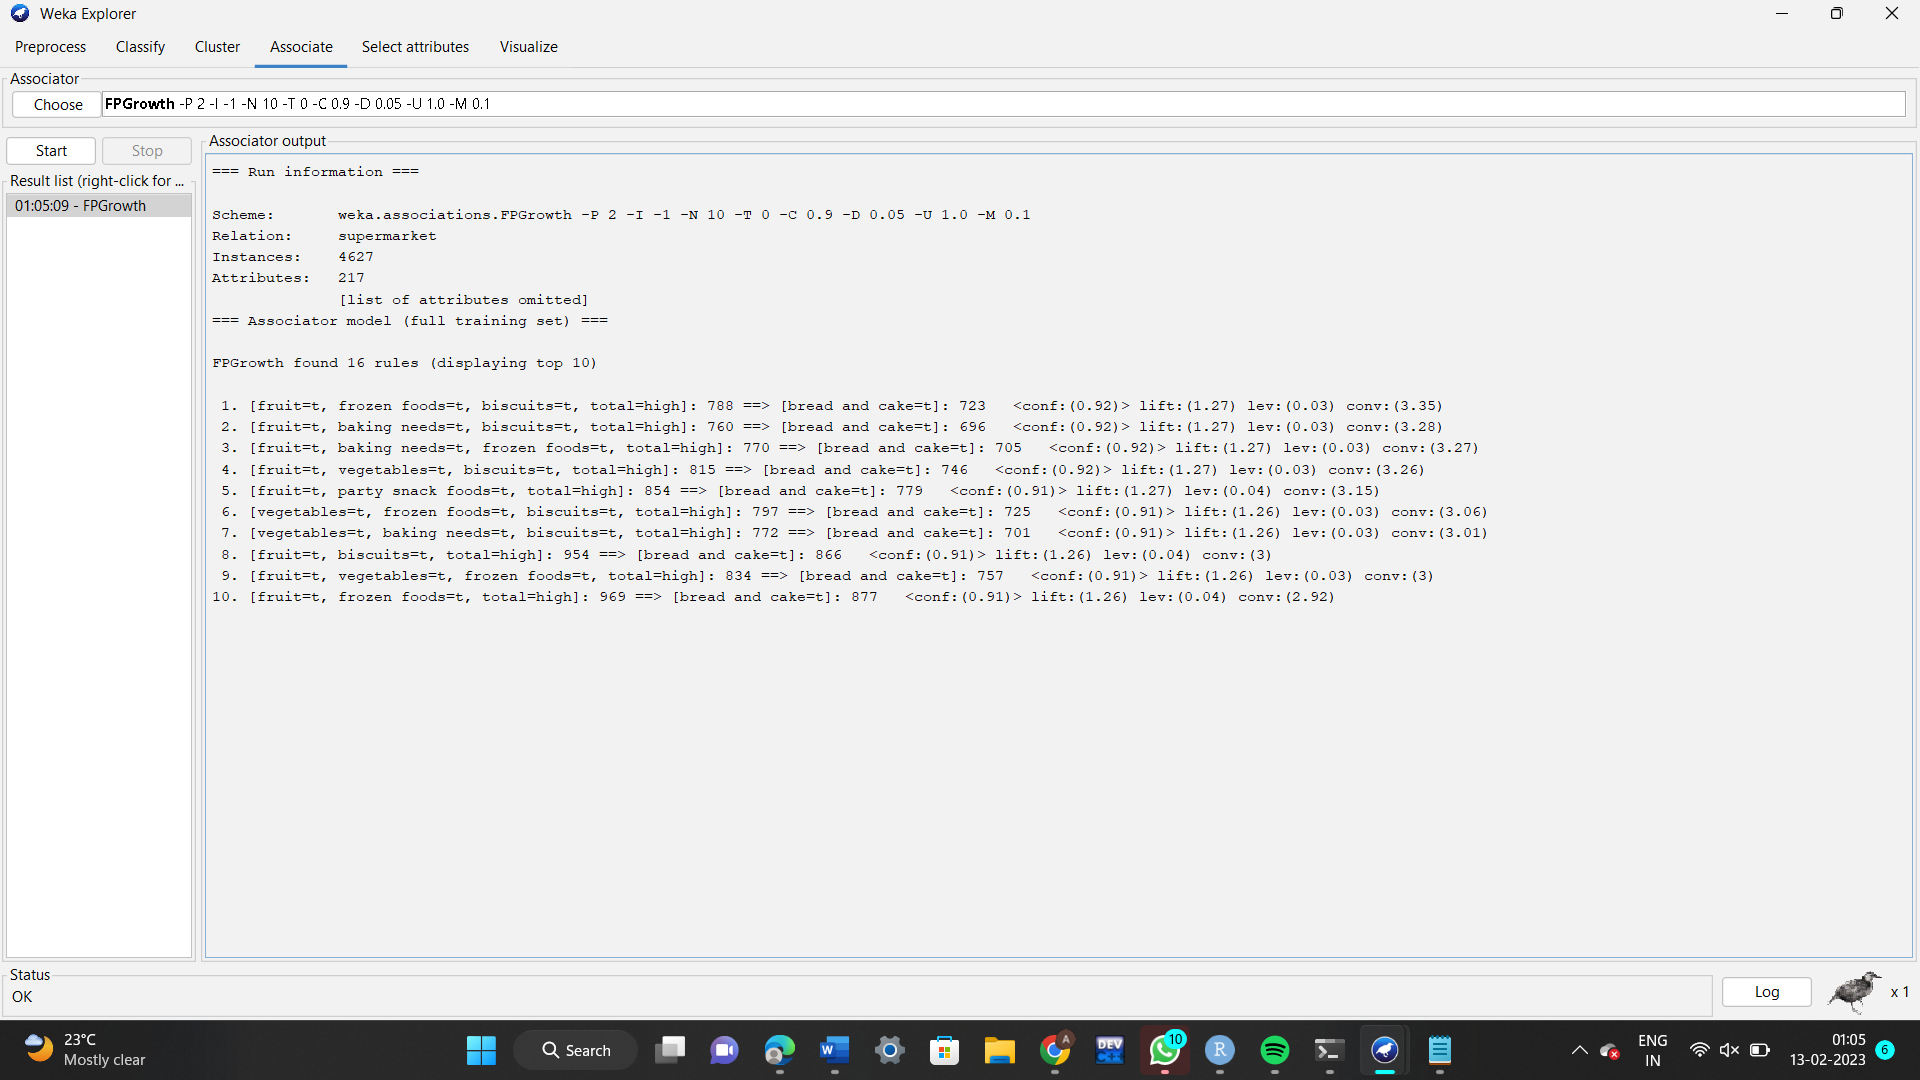 Weka Explorer
Preprocess Classify Cluster Associate Select attributes Visualize
Associator
Choose FPGrowth -P 2 -I -1 -N 10 -T 0 -C 0.9 -D 0.05 -U 1.0 -M 0.1
Start Stop
Result list (right-click for ...
01:05:09 - FPGrowth
Associator output
=== Run information ===
Scheme: weka.associations.FPGrowth -P 2 -I -1 -N 10 -T 0 -C 0.9 -D 0.05 -U 1.0 -M 0.1
Relation: supermarket
Instances: 4627
Attributes: 217
[list of attributes omitted]
=== Associator model (full training set) ===
FPGrowth found 16 rules (displaying top 10)
1. [fruit=t, frozen foods=t, biscuits=t, total=high]: 788 ==> [bread and cake=t]: 723 <conf:(0.92)> lift:(1.27) lev:(0.03) conv:(3.35)
2. [fruit=t, baking needs=t, biscuits=t, total=high]: 760 ==> [bread and cake=t]: 696 <conf:(0.92)> lift:(1.27) lev:(0.03) conv:(3.28)
3. [fruit=t, baking needs=t, frozen foods=t, total=high]: 770 ==> [bread and cake=t]: 705 <conf:(0.92)> lift:(1.27) lev:(0.03) conv:(3.27)
4. [fruit=t, vegetables=t, biscuits=t, total=high]: 815 ==> [bread and cake=t]: 746 <conf:(0.92)> lift:(1.27) lev:(0.03) conv:(3.26)
5. [fruit=t, party snack foods=t, total=high]: 854 ==> [bread and cake=t]: 779 <conf:(0.91)> lift:(1.27) lev:(0.04) conv:(3.15)
6. [vegetables=t, frozen foods=t, biscuits=t, total=high]: 797 ==> [bread and cake=t]: 725 <conf:(0.91)> lift:(1.26) lev:(0.03) conv:(3.06)
7. [vegetables=t, baking needs=t, biscuits=t, total=high]: 772 ==> [bread and cake=t]: 701 <conf:(0.91)> lift:(1.26) lev:(0.03) conv:(3.01)
8. [fruit=t, biscuits=t, total=high]: 954 ==> [bread and cake=t]: 866 <conf:(0.91)> lift:(1.26) lev:(0.04) conv:(3)
9. [fruit=t, vegetables=t, frozen foods=t, total=high]: 834 ==> [bread and cake=t]: 757 <conf:(0.91)> lift:(1.26) lev:(0.03) conv:(3)
10. [fruit=t, frozen foods=t, total=high]: 969 ==> [bread and cake=t]: 877 <conf:(0.91)> lift:(1.26) lev:(0.04) conv:(2.92)
Status
OK
Log x 1
23°C
Mostly clear
Search
W
A
DEV
C++
10
R
ENG
IN
01:05
13-02-2023
6